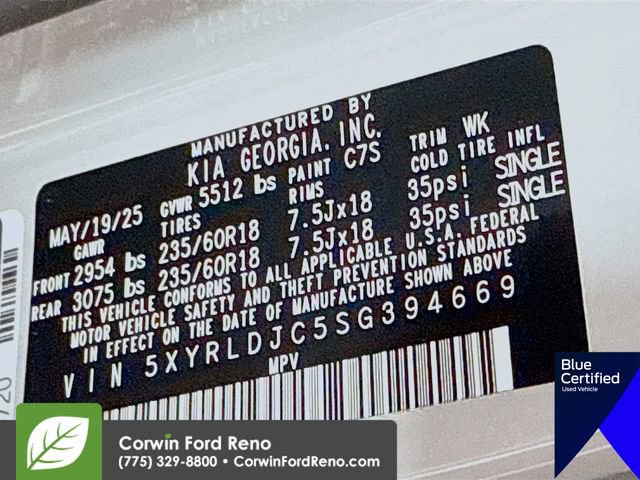 MANUFACTURED BY
KIA GEORGIA, INC.
MAY/19/25 GVWR 5512 lbs PAINT C7S TRIM WK
GAWR TIRES RIMS COLD TIRE INFL
FRONT 2954 lbs 235/60R18 7.5Jx18 35psi SINGLE
REAR 3075 lbs 235/60R18 7.5Jx18 35psi SINGLE
THIS VEHICLE CONFORMS TO ALL APPLICABLE U.S.A. FEDERAL
MOTOR VEHICLE SAFETY AND THEFT PREVENTION STANDARDS
IN EFFECT ON THE DATE OF MANUFACTURE SHOWN ABOVE
VIN 5XYRLDJC5SG394669
MPV
Blue
Certified
Used Vehicle
Corwin Ford Reno
(775) 329-8800 • CorwinFordReno.com